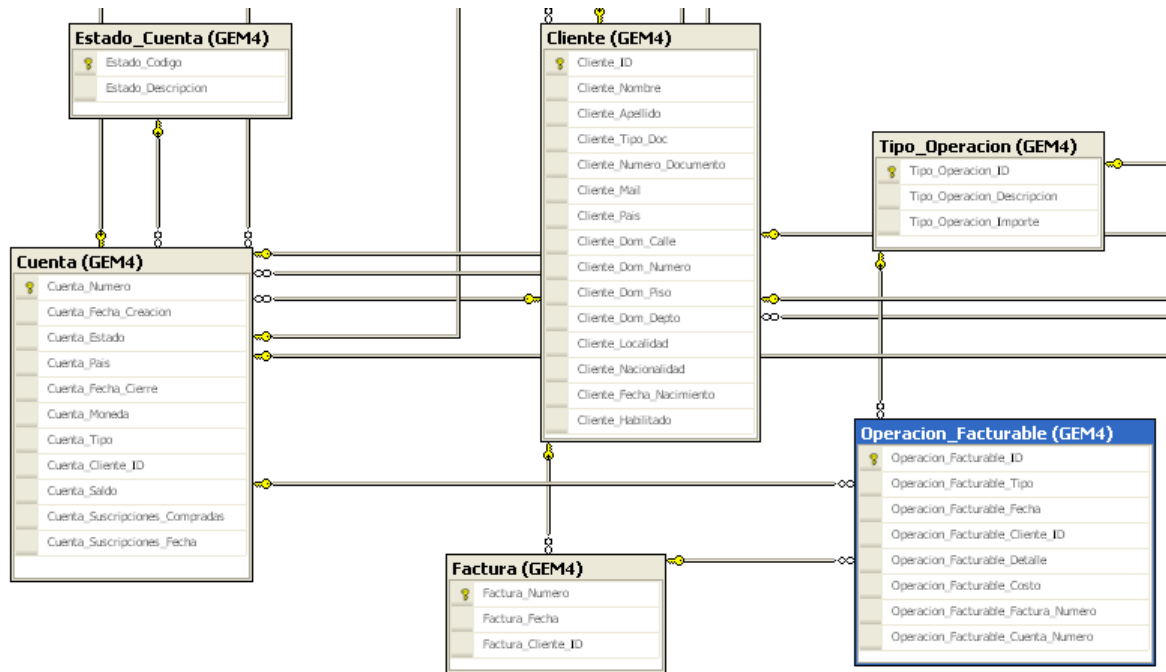 Estado_Cuenta (GEM4)
Estado_Codigo
Estado_Descripcion
Cliente (GEM4)
Cliente_ID
Cliente_Nombre
Cliente_Apellido
Cliente_Tipo_Doc
Cliente_Numero_Documento
Cliente_Mail
Cliente_Pais
Cliente_Dom_Calle
Cliente_Dom_Numero
Cliente_Dom_Piso
Cliente_Dom_Depto
Cliente_Localidad
Cliente_Nacionalidad
Cliente_Fecha_Nacimiento
Cliente_Habilitado
Tipo_Operacion (GEM4)
Tipo_Operacion_ID
Tipo_Operacion_Descripcion
Tipo_Operacion_Importe
Cuenta (GEM4)
Cuenta_Numero
Cuenta_Fecha_Creacion
Cuenta_Estado
Cuenta_Pais
Cuenta_Fecha_Cierre
Cuenta_Moneda
Cuenta_Tipo
Cuenta_Cliente_ID
Cuenta_Saldo
Cuenta_Suscripciones_Compradas
Cuenta_Suscripciones_Fecha
Operacion_Facturable (GEM4)
Operacion_Facturable_ID
Operacion_Facturable_Tipo
Operacion_Facturable_Fecha
Operacion_Facturable_Cliente_ID
Operacion_Facturable_Detalle
Operacion_Facturable_Costo
Operacion_Facturable_Factura_Numero
Operacion_Facturable_Cuenta_Numero
Factura (GEM4)
Factura_Numero
Factura_Fecha
Factura_Cliente_ID